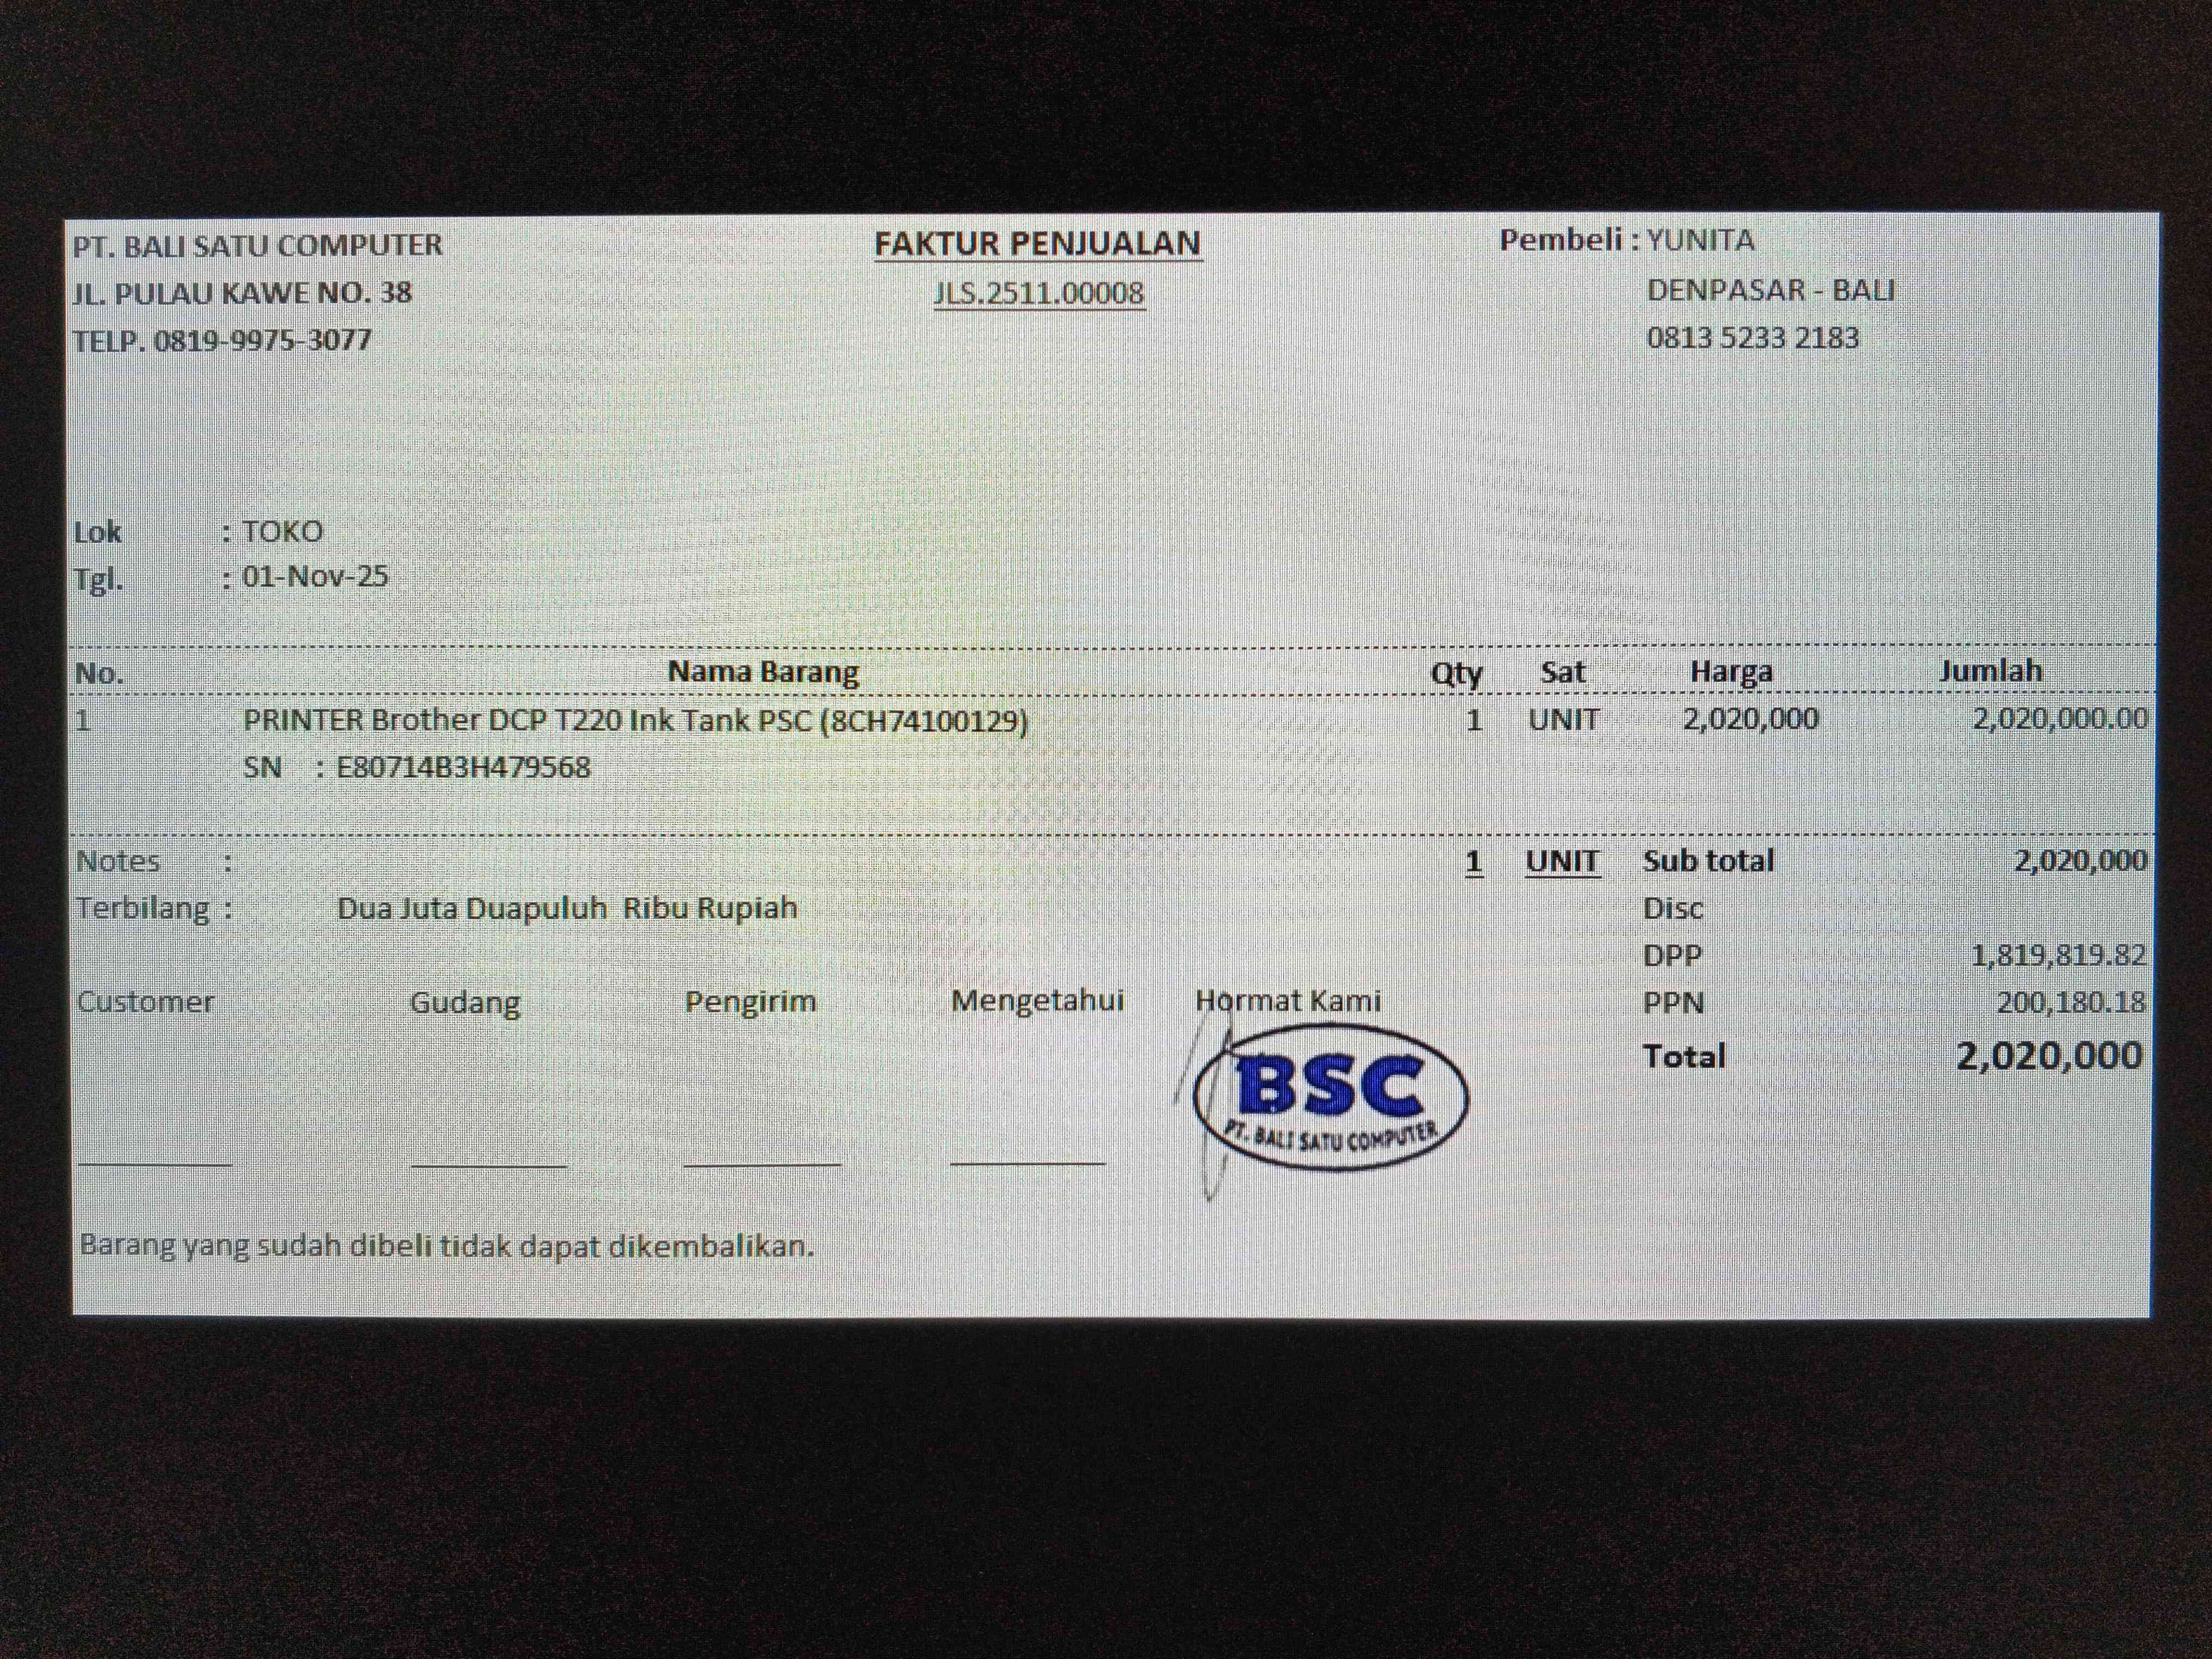 PT. BALI SATU COMPUTER
JL. PULAU KAWE NO. 38
TELP. 0819-9975-3077
FAKTUR PENJUALAN
JLS.2511.00008
Pembeli : YUNITA
DENPASAR - BALI
0813 5233 2183
Lok : TOKO
Tgl. : 01-Nov-25
No. Nama Barang Qty Sat Harga Jumlah
1 PRINTER Brother DCP T220 Ink Tank PSC (8CH74100129) 1 UNIT 2,020,000 2,020,000.00
SN : E80714B3H479568
Notes : 1 UNIT Sub total 2,020,000
Terbilang : Dua Juta Duapuluh Ribu Rupiah Disc
DPP 1,819,819.82
Customer Gudang Pengirim Mengetahui Hormat Kami PPN 200,180.18
Total 2,020,000
BSC
PT. BALI SATU COMPUTER
Barang yang sudah dibeli tidak dapat dikembalikan.